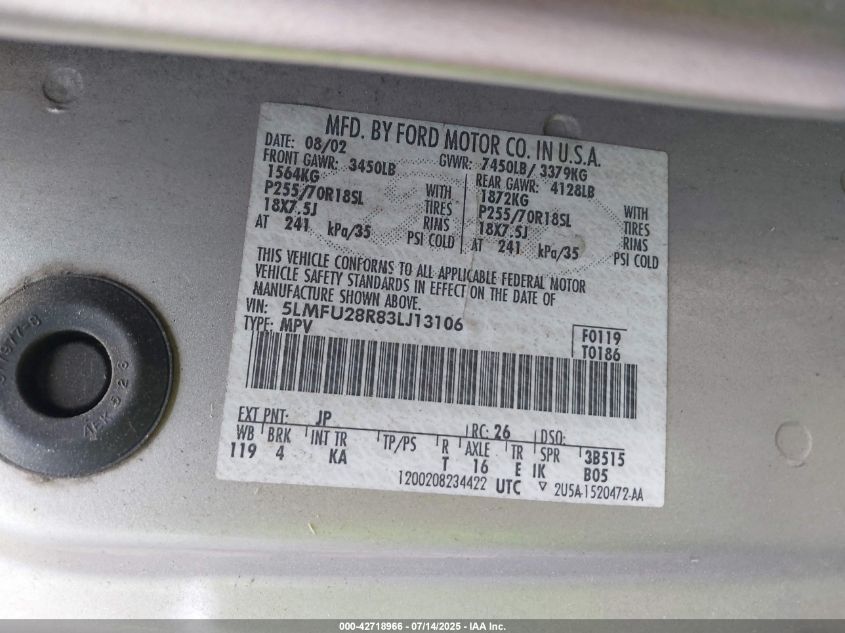 MFD. BY FORD MOTOR CO. IN U.S.A.
DATE: 08/02 GVWR: 7450LB/ 3379KG
FRONT GAWR: 3450LB REAR GAWR: 4128LB
1564KG WITH 1872KG WITH
P255/70R18SL TIRES P255/70R18SL TIRES
18X7.5J RIMS 18X7.5J RIMS
AT 241 kPa/35 PSI COLD AT 241 kPa/35 PSI COLD
THIS VEHICLE CONFORMS TO ALL APPLICABLE FEDERAL MOTOR
VEHICLE SAFETY STANDARDS IN EFFECT ON THE DATE OF
MANUFACTURE SHOWN ABOVE.
VIN: 5LMFU28R83LJ13106
TYPE: MPV
F0119
T0186
EXT PNT: JP RC: 26 DSO:
WB BRK INT TR TP/PS R AXLE TR SPR 3B515
119 4 KA T 16 E IK B05
1200208234422 UTC ▽ 2U5A-1520472-AA
000-42718966 - 07/14/2025 - IAA Inc.